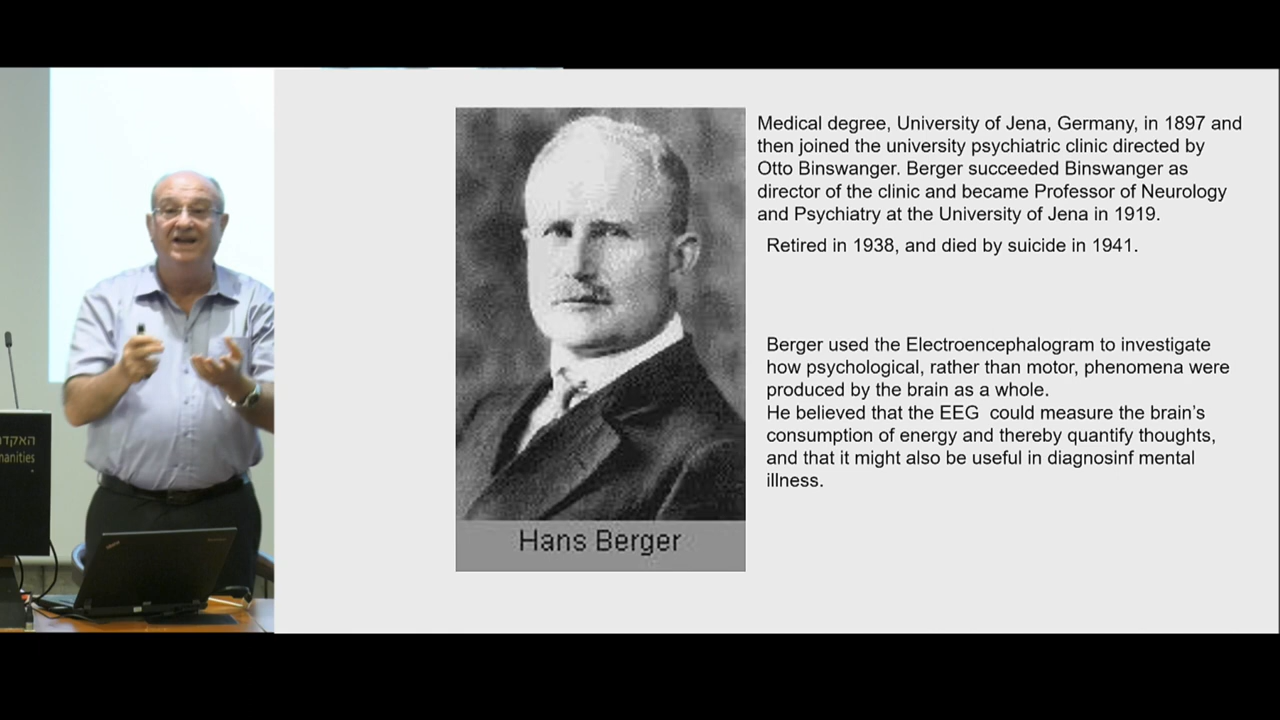 Medical degree, University of Jena, Germany, in 1897 and
then joined the university psychiatric clinic directed by
Otto Binswanger. Berger succeeded Binswanger as
director of the clinic and became Professor of Neurology
and Psychiatry at the University of Jena in 1919.
Retired in 1938, and died by suicide in 1941.
Berger used the Electroencephalogram to investigate
how psychological, rather than motor, phenomena were
produced by the brain as a whole.
He believed that the EEG could measure the brain's
consumption of energy and thereby quantify thoughts,
and that it might also be useful in diagnosinf mental
illness.
Hans Berger
האקד
manities